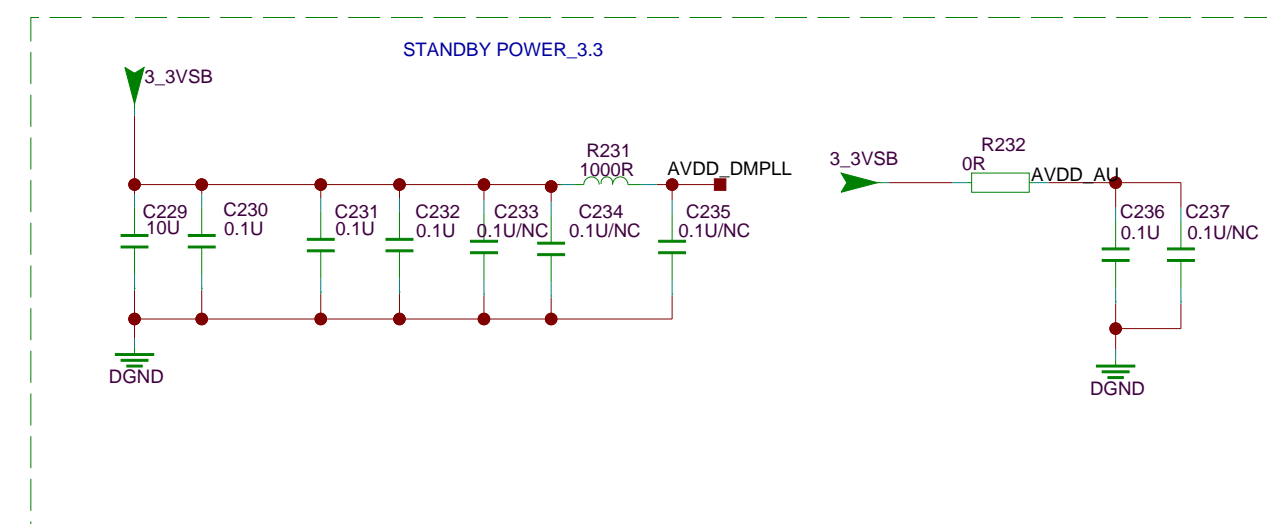 STANDBY POWER_3.3
3_3VSB
R231
1000R
AVDD_DMPLL
C229
10U
C230
0.1U
C231
0.1U
C232
0.1U
C233
0.1U/NC
C234
0.1U/NC
C235
0.1U/NC
DGND
3_3VSB
R232
0R
AVDD_AU
C236
0.1U
C237
0.1U/NC
DGND